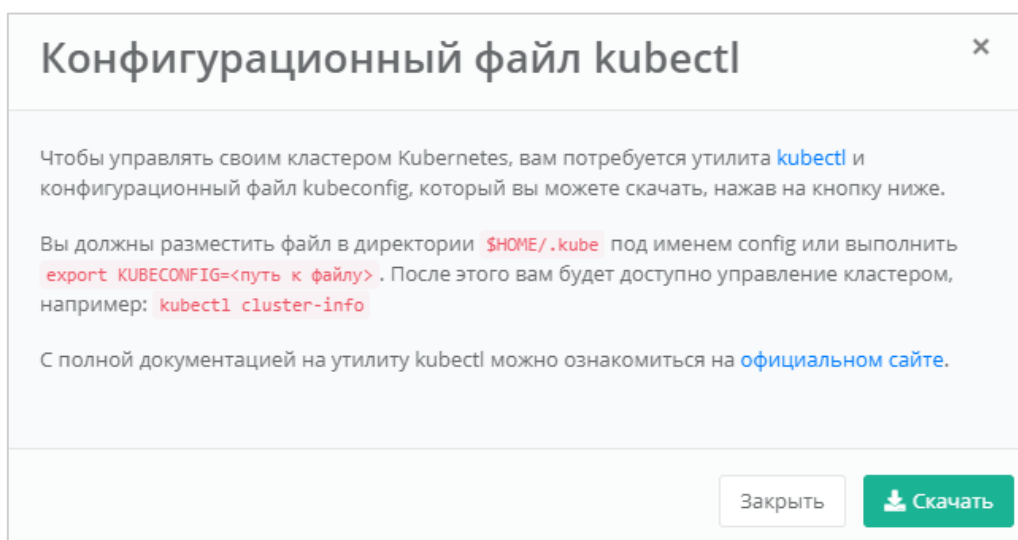 Конфигурационный файл kubectl
×
Чтобы управлять своим кластером Kubernetes, вам потребуется утилита kubectl и
конфигурационный файл kubeconfig, который вы можете скачать, нажав на кнопку ниже.
Вы должны разместить файл в директории $HOME/.kube под именем config или выполнить
export KUBECONFIG=<путь к файлу>. После этого вам будет доступно управление кластером,
например: kubectl cluster-info
С полной документацией на утилиту kubectl можно ознакомиться на официальном сайте.
Закрыть
Скачать